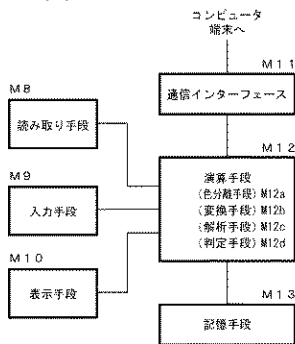 コンピュータ
端末へ
M11
通信インターフェース
M8
読み取り手段
M12
演算手段
(色分離手段) M12a
(変換手段) M12b
(解析手段) M12c
(判定手段) M12d
M9
入力手段
M10
表示手段
M13
記憶手段